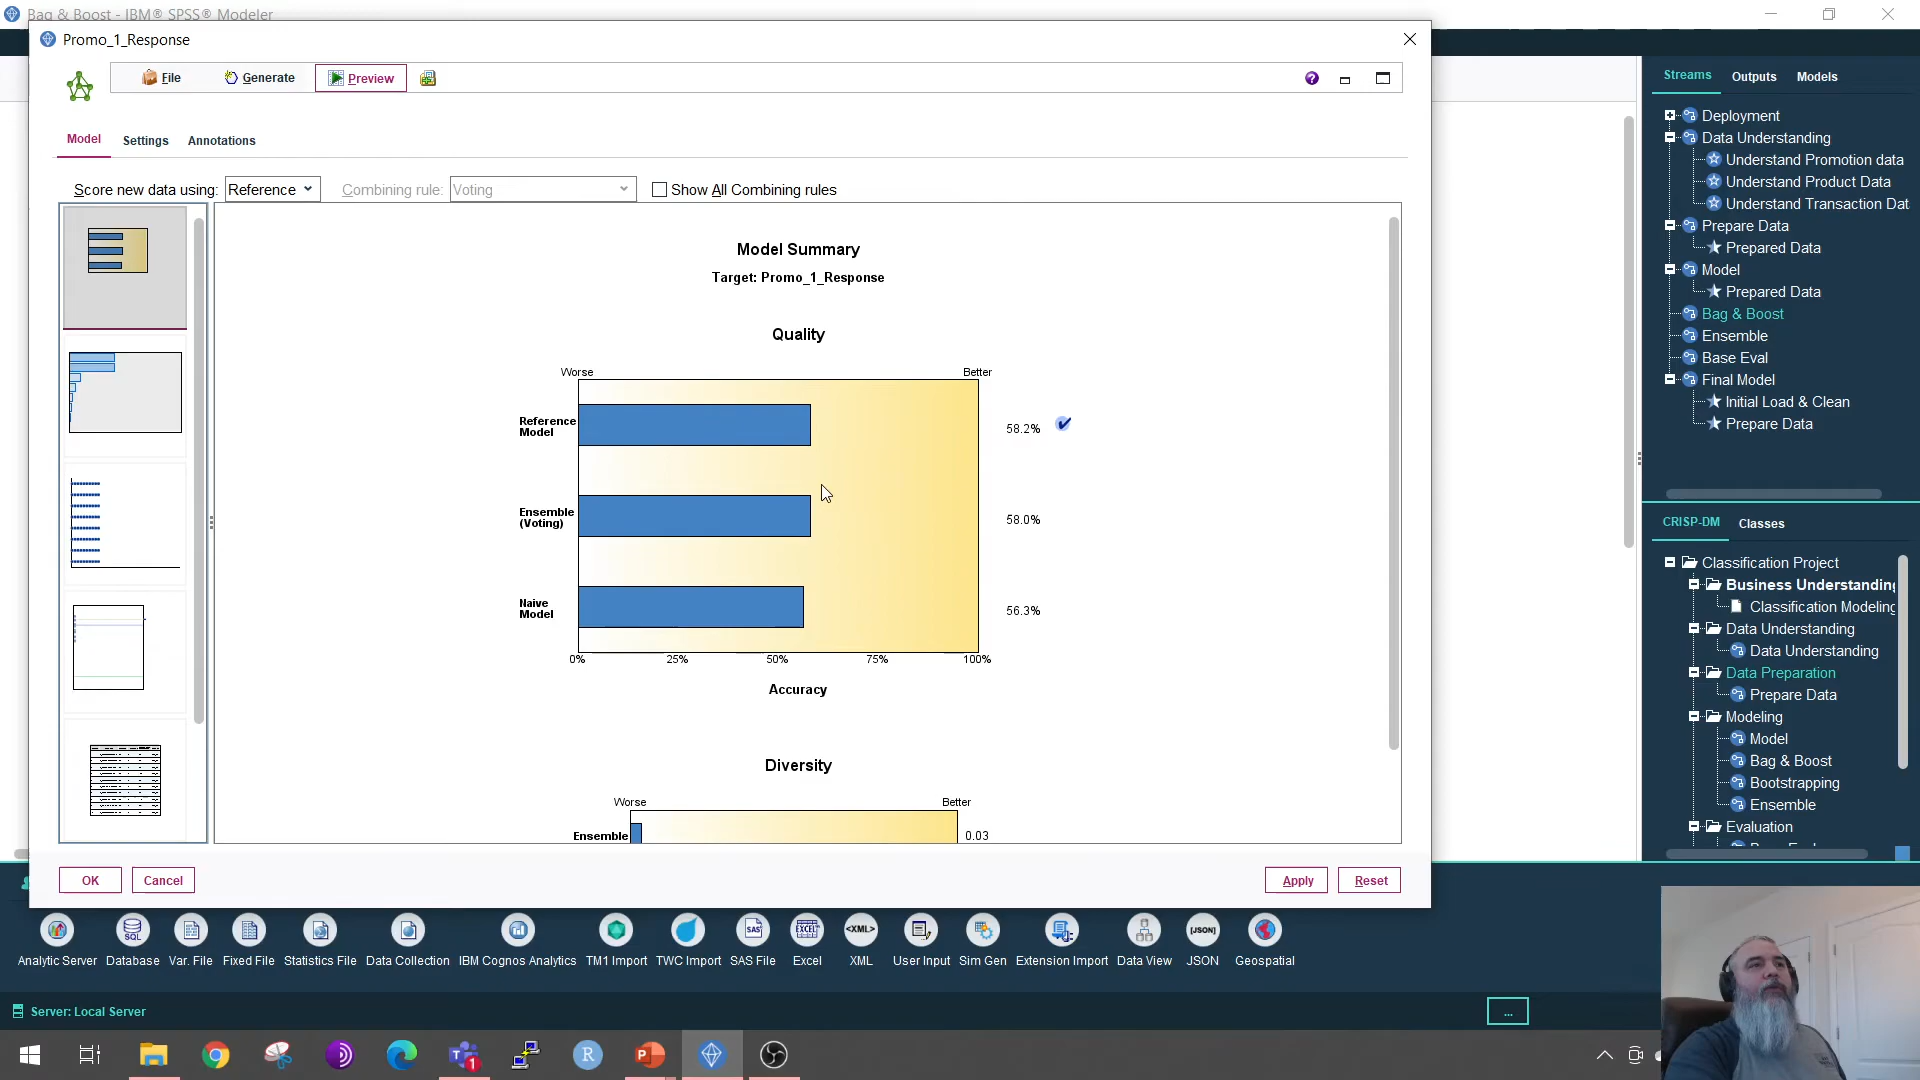 Bag & Boost - IBM® SPSS® Modeler
Promo_1_Response
File
Generate
Preview
Model
Settings
Annotations
Score new data using:
Reference
Combining rule:
Voting
Show All Combining rules
Model Summary
Target: Promo_1_Response
Quality
Worse
Better
Reference
Model
58.2%
Ensemble
(Voting)
58.0%
Naive
Model
56.3%
0%
25%
50%
75%
100%
Accuracy
Diversity
Worse
Better
Ensemble
0.03
OK
Cancel
Apply
Reset
Streams
Outputs
Models
Deployment
Data Understanding
Understand Promotion data
Understand Product Data
Understand Transaction Dat
Prepare Data
Prepared Data
Model
Prepared Data
Bag & Boost
Ensemble
Base Eval
Final Model
Initial Load & Clean
Prepare Data
CRISP-DM
Classes
Classification Project
Business Understanding
Classification Modeling
Data Understanding
Data Understanding
Data Preparation
Prepare Data
Modeling
Model
Bag & Boost
Bootstrapping
Ensemble
Evaluation
SQL
SAS
EXCEL
<XML>
[JSON]
Analytic Server
Database
Var. File
Fixed File
Statistics File
Data Collection
IBM Cognos Analytics
TM1 Import
TWC Import
SAS File
Excel
XML
User Input
Sim Gen
Extension Import
Data View
JSON
Geospatial
Server: Local Server
...